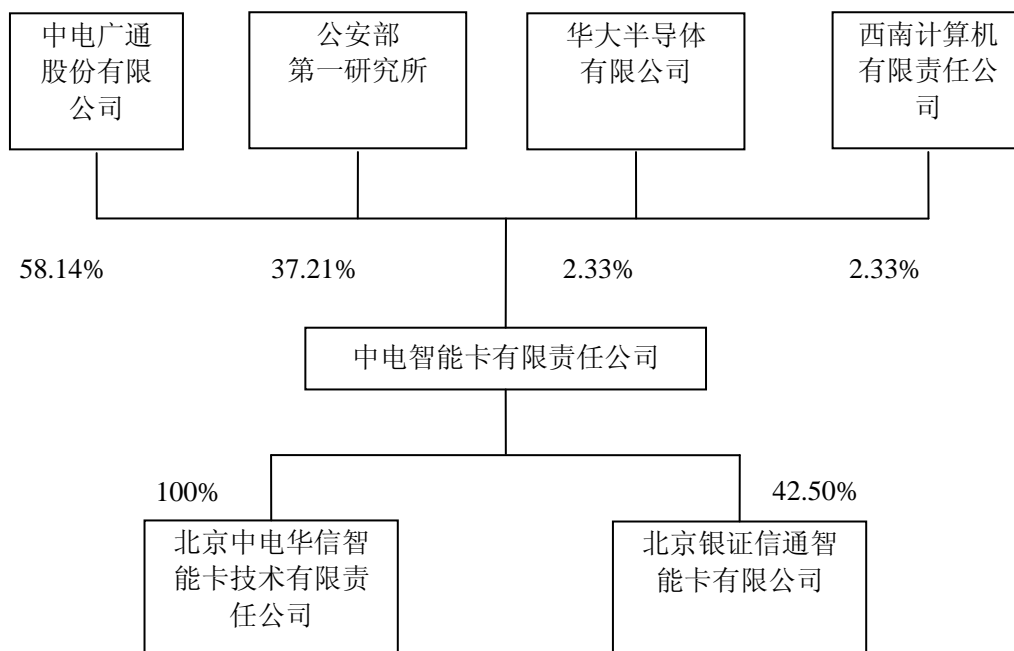 中电广通
股份有限
公司
公安部
第一研究所
华大半导体
有限公司
西南计算机
有限责任公
司
58.14%
37.21%
2.33%
2.33%
中电智能卡有限责任公司
100%
42.50%
北京中电华信智
能卡技术有限责
任公司
北京银证信通智
能卡有限公司